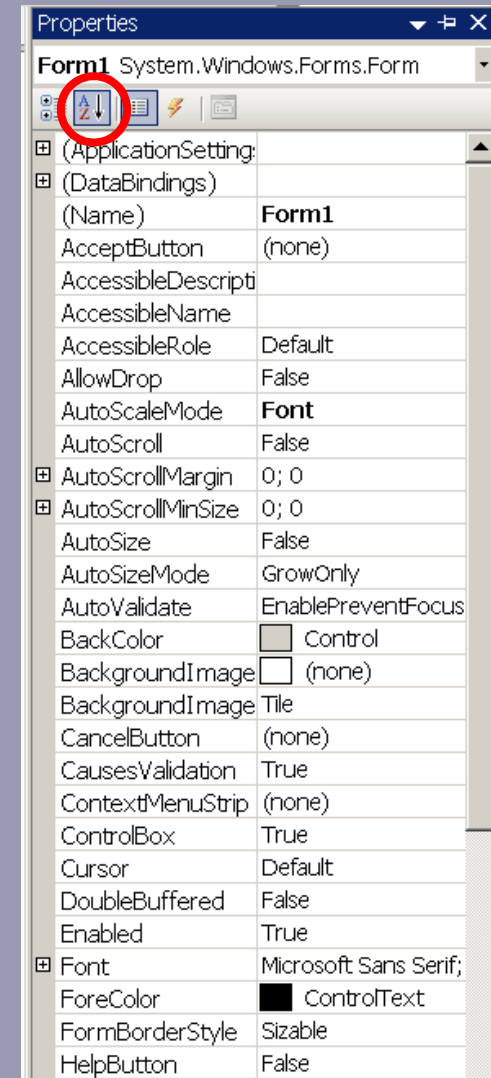 Properties
Form1 System.Windows.Forms.Form
A Z
(ApplicationSetting
(DataBindings)
(Name) Form1
AcceptButton (none)
AccessibleDescripti
AccessibleName
AccessibleRole Default
AllowDrop False
AutoScaleMode Font
AutoScroll False
AutoScrollMargin 0; 0
AutoScrollMinSize 0; 0
AutoSize False
AutoSizeMode GrowOnly
AutoValidate EnablePreventFocus
BackColor Control
BackgroundImage (none)
BackgroundImage Tile
CancelButton (none)
CausesValidation True
ContextMenuStrip (none)
ControlBox True
Cursor Default
DoubleBuffered False
Enabled True
Font Microsoft Sans Serif;
ForeColor ControlText
FormBorderStyle Sizable
HelpButton False